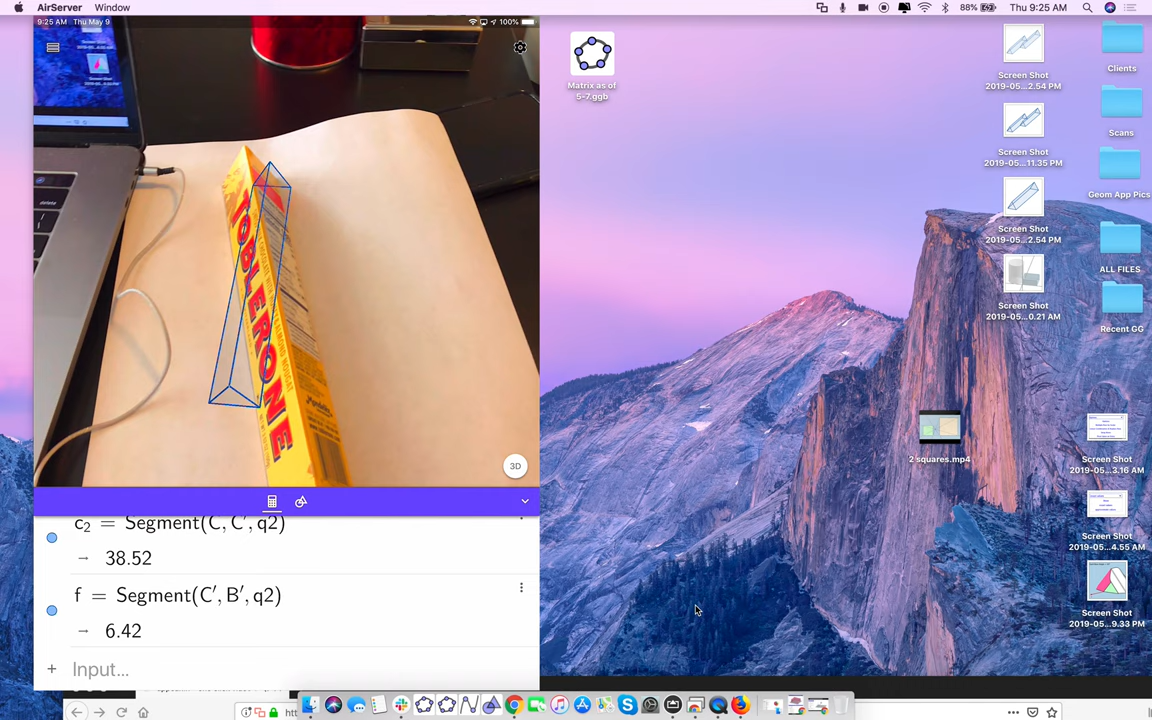 AirServer
Window
88%
Thu 9:25 AM
9:25 AM Thu May 9
100%
delete
TOBLERONE
3D
c₂ = Segment(C, C′, q2)
→ 38.52
f = Segment(C′, B′, q2)
→ 6.42
+ Input...
Matrix as of
5-7.ggb
Screen Shot
2019-05...2.54 PM
Screen Shot
2019-05...11.35 PM
Screen Shot
2019-05...2.54 PM
Screen Shot
2019-05...0.21 AM
Clients
Scans
Geom App Pics
ALL FILES
Recent GG
2 squares.mp4
Screen Shot
2019-05...3.16 AM
Screen Shot
2019-05...4.55 AM
Screen Shot
2019-05...9.33 PM
htt